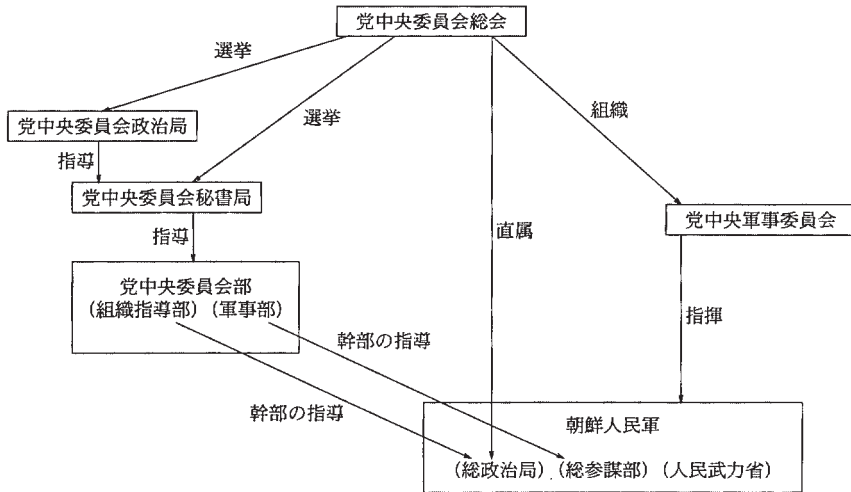 党中央委員会総会
選挙
選挙
組織
党中央委員会政治局
指導
党中央委員会秘書局
党中央軍事委員会
指導
直属
党中央委員会部
(組織指導部) (軍事部)
指揮
幹部の指導
幹部の指導
朝鮮人民軍
(総政治局) (総参謀部) (人民武力省)